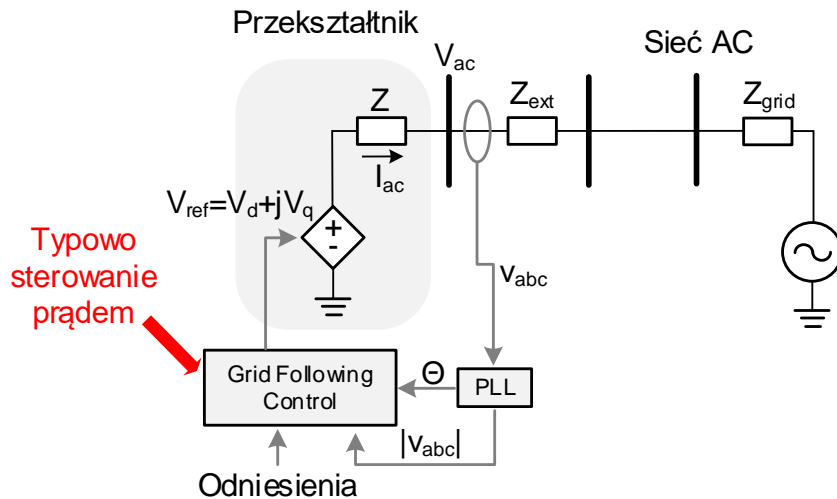 Przekształtnik
Sieć AC
Vac
Z
Zext
Zgrid
Iac
Vref=Vd+jVq
+
-
Typowo
sterowanie
prądem
vabc
Grid Following
Control
Θ
PLL
|vabc|
Odniesienia